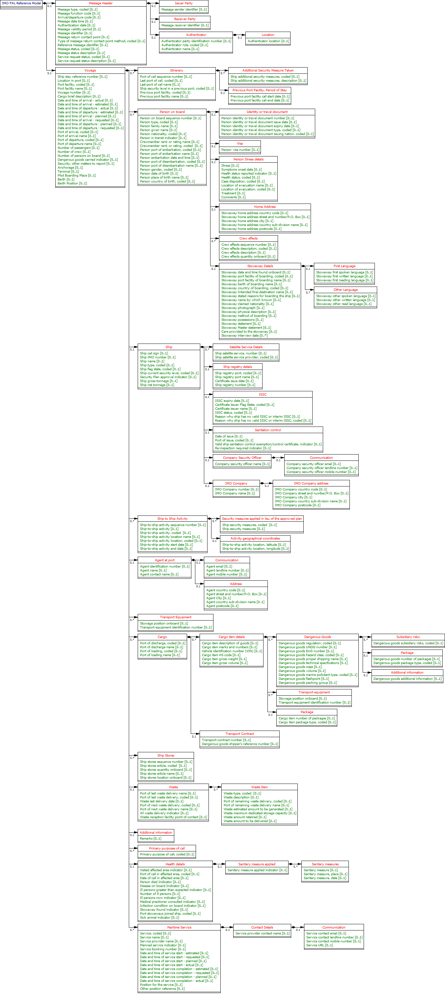 IMO FAL Reference Model
0..1
Message Header
Message type, coded [0..1]
Message function code [0..1]
Arrival/departure code [0..1]
Message date time [0..1]
Authentication date [0..1]
Message validity period [0..1]
Message identifier [0..1]
Message return contact point [0..1]
Type of message return contact point method, coded [0..1]
Reference message identifier [0..1]
Message status, coded [0..1]
Message status description [0..1]
Service request status, coded [0..1]
Service request status description [0..1]
0..1
Issuer Party
Message sender identifier [0..1]
0..1
Receiver Party
Message receiver identifier [0..1]
0..1
Authenticator
Authenticator party identification number [0..1]
Authenticator role, coded [0..1]
Authenticator name [0..1]
0..1
Location
Authenticator location [0..1]
0..1
Voyage
Ship stay reference number [0..1]
Location in port [0..1]
Port facility, coded [0..1]
Port facility name [0..1]
Voyage number [0..1]
Cargo brief description [0..1]
Date and time of arrival - actual [0..1]
Date and time of arrival - estimated [0..1]
Date and time of departure - actual [0..1]
Date and time of departure - estimated [0..1]
Date and time of arrival - planned [0..1]
Date and time of arrival - requested [0..1]
Date and time of departure - planned [0..1]
Date and time of departure - requested [0..1]
Port of arrival, coded [0..1]
Port of arrival name [0..1]
Port of departure, coded [0..1]
Port of departure name [0..1]
Number of passengers [0..1]
Number of crew [0..1]
Number of persons on board [0..1]
Dangerous goods carried indicator [0..1]
Security, other matters to report [0..1]
Anchorage [0..1]
Terminal [0..1]
Pilot Boarding Place [0..1]
Berth [0..1]
Berth Position [0..1]
0..*
Itinerary
Port of call sequence number [0..1]
Last port of call, coded [0..1]
Last port of call name [0..1]
Ship security level in a previous port, coded [0..1]
Previous port facility, coded [0..1]
Previous port facility name [0..1]
0..*
Additional Security Measure Taken
Ship additional security measures, coded [0..1]
Ship additional security measures, description [0..1]
0..1
Previous Port Facility, Period of Stay
Previous port facility call start date [0..1]
Previous port facility call end date [0..1]
0..*
Person on board
Person on board sequence number [0..1]
Person type, coded [0..1]
Person family name [0..1]
Person given name [0..1]
Person nationality, coded [0..1]
Person in transit indicator [0..1]
Crewmember rank or rating name [0..1]
Crewmember rank or rating, coded  [0..1]
Person port of embarkation, coded [0..1]
Person port of embarkation name [0..1]
Person embarkation date and time [0..1]
Person port of disembarkation, coded [0..1]
Person port of disembarkation name [0..1]
Person gender, coded [0..1]
Person date of birth [0..1]
Person place of birth name [0..1]
Person country of birth, coded [0..1]
0..1
Identity or travel document
Person identity or travel document number [0..1]
Person identity or travel document issue date [0..1]
Person identity or travel document expiry date [0..1]
Person identity or travel document type, coded [0..1]
Person identity or travel document issuing nation, coded [0..1]
0..1
Visa
Person visa number [0..1]
0..1
Person Illness details
Illness [0..1]
Symptoms onset date [0..1]
Health status reported indicator [0..1]
Health status, coded [0..1]
Case disposition, coded [0..1]
Location of evacuation name [0..1]
Location of evacuation, coded [0..1]
Treatment [0..1]
Comments [0..1]
0..1
Home Address
Stowaway home address country code [0..1]
Stowaway home address street and number/P.O. Box [0..1]
Stowaway home address city [0..1]
Stowaway home address country sub-division name [0..1]
Stowaway home address postcode [0..1]
0..*
Crew effects
Crew effects sequence number [0..1]
Crew effects description, coded [0..1]
Crew effects description [0..1]
Crew effects quantity onboard [0..1]
0..1
Stowaway Details
Stowaway date and time found onboard [0..1]
Stowaway port facility of boarding, coded [0..1]
Stowaway port facility of boarding name [0..1]
Stowaway berth of boarding name [0..1]
Stowaway country of boarding, coded [0..1]
Stowaway Intended final destination name [0..1]
Stowaway stated reasons for boarding the ship [0..1]
Stowaway name by which known [0..1]
Stowaway claimed nationality [0..1]
Stowaway photograph [0..1]
Stowaway physical description [0..1]
Stowaway method of boarding [0..1]
Stowaway possessions [0..1]
Stowaway statement [0..1]
Stowaway Master statement [0..1]
Care provided to the stowaway [0..1]
Stowaway interview date [0..*]
0..1
First Language
Stowaway first spoken language [0..1]
Stowaway first written language [0..1]
Stowaway first reading language [0..1]
0..*
Other Language
Stowaway other spoken language [0..1]
Stowaway other written language [0..1]
Stowaway other read language [0..1]
0..1
Ship
Ship call sign [0..1]
Ship IMO number [0..1]
Ship name [0..1]
Ship type, coded [0..1]
Ship flag state, coded [0..1]
Ship current security level, coded [0..1]
Security Plan approval indicator [0..1]
Ship gross tonnage [0..1]
Ship net tonnage [0..1]
0..*
Satellite Service Details
Ship satellite service, number [0..1]
Ship satellite service provider, coded [0..1]
0..1
Ship registry details
Ship registry port, coded [0..1]
Ship registry port name [0..1]
Certificate issue date [0..1]
Ship registry number [0..1]
0..1
ISSC
ISSC expiry date [0..1]
Certificate issuer Flag State, coded [0..1]
Certificate issuer name [0..1]
ISSC status, coded [0..1]
Reason why ship has no valid ISSC or interim ISSC [0..1]
Reason why ship has no valid ISSC or interim ISSC, coded [0..1]
0..1
Sanitation control
Date of issue [0..1]
Port of issue, coded [0..1]
Valid ship sanitation control exemption/control certificate, indicator [0..1]
Re-inspection required indicator [0..1]
0..1
Company Security Officer
Company security officer name [0..1]
0..1
Communication
Company security officer email [0..1]
Company security officer landline number [0..1]
Company security officer mobile number [0..1]
0..1
IMO Company
IMO Company number [0..1]
IMO Company name [0..1]
0..1
IMO Company address
IMO Company country code [0..1]
IMO Company street and number/P.O. Box [0..1]
IMO Company city [0..1]
IMO Company country sub-division name [0..1]
IMO Company postcode [0..1]
0..*
Ship to Ship Activity
Ship-to-ship activity sequence number [0..1]
Ship-to-ship activity [0..1]
Ship-to-ship activity, coded  [0..1]
Ship-to-ship activity location name [0..1]
Ship-to-ship activity location, coded [0..1]
Ship-to-ship activity start date [0..1]
Ship-to-ship activity end date [0..1]
0..*
Security measures applied in lieu of the approved plan
Ship security measures, coded  [0..1]
Ship security measures [0..1]
0..1
Activity geographical coordinates
Ship-to-ship activity location, latitude [0..1]
Ship-to-ship activity location, longitude [0..1]
0..1
Agent at port
Agent identification number [0..1]
Agent name [0..1]
Agent contact name [0..1]
0..1
Communication
Agent email [0..1]
Agent landline number [0..1]
Agent mobile number [0..1]
0..1
Address
Agent country code [0..1]
Agent street and number/P.O. Box [0..1]
Agent City [0..1]
Agent country sub-division name [0..1]
Agent postcode [0..1]
0..*
Transport Equipment
Stowage position onboard [0..1]
Transport equipment identification number [0..1]
0..*
Cargo
Port of discharge, coded [0..1]
Port of discharge name [0..1]
Port of loading, coded [0..1]
Port of loading name [0..1]
0..*
Cargo item details
Cargo item description of goods [0..1]
Cargo item marks and numbers [0..1]
Vehicle identification number (VIN) [0..1]
Cargo item HS code [0..1]
Cargo item gross weight [0..1]
Cargo item gross volume [0..1]
0..*
Dangerous Goods
Dangerous goods regulation, coded [0..1]
Dangerous goods UNDG number [0..1]
Dangerous goods EmS number [0..1]
Dangerous goods hazard class, coded [0..1]
Dangerous goods proper shipping name [0..1]
Dangerous goods technical specifications [0..1]
Dangerous goods mass [0..1]
Dangerous goods volume [0..1]
Dangerous goods marine pollutant type, coded [0..1]
Dangerous goods flashpoint [0..1]
Dangerous goods packing group [0..1]
0..*
Subsidiary risks
Dangerous goods subsidiary risks, coded [0..1]
0..1
Package
Dangerous goods number of packages [0..1]
Dangerous goods package type, coded [0..1]
0..1
Additional information
Dangerous goods additional information [0..1]
0..*
Transport equipment
Stowage position onboard [0..1]
Transport equipment identification number [0..1]
0..1
Package
Cargo item number of packages [0..1]
Cargo item package type, coded [0..1]
0..1
Transport Contract
Transport contract number [0..1]
Dangerous goods shipper's reference number [0..1]
0..*
Ship Stores
Ship stores sequence number [0..1]
Ship stores article, coded  [0..1]
Ship stores quantity onboard [0..1]
Ship stores article name [0..1]
Ship stores location onboard [0..1]
0..1
Waste
Port of last waste delivery name [0..1]
Port of last waste delivery, coded [0..1]
Waste last delivery date [0..1]
Port of next waste delivery, coded [0..1]
Port of next waste delivery name [0..1]
All waste delivery indicator [0..1]
Waste reception facility point of contact [0..1]
0..*
Waste Item
Waste type, coded  [0..1]
Waste description [0..1]
Port of remaining waste delivery, coded [0..1]
Port of remaining waste delivery name [0..1]
Waste estimated amount to be generated [0..1]
Waste maximum dedicated storage capacity [0..1]
Waste amount retained [0..1]
Waste amount to be delivered [0..1]
0..1
Additional information
Remarks [0..1]
0..*
Primary purposes of call
Primary purpose of call, coded [0..1]
0..1
Health details
Visited affected area indicator [0..1]
Port of call in affected area, coded [0..1]
Date of call in affected area [0..1]
Person died Indicator [0..1]
Disease on board Indicator [0..1]
Ill persons greater than expected indicator [0..1]
Number of ill persons [0..1]
Ill persons now indicator [0..1]
Medical practioner consulted indicator [0..1]
Infection condition on board indicator [0..1]
Stowaway found indicator [0..1]
Port stowaways joined ship, coded [0..1]
Sick animal indicator [0..1]
0..1
Sanitary measure applied
Sanitary measure applied indicator [0..1]
0..*
Sanitary measures
Sanitary measure [0..1]
Sanitary measure, place [0..1]
Sanitary measure, date [0..1]
0..*
Maritime Service
Service, coded [0..1]
Service name [0..1]
Service provider name [0..1]
Planned service indicator [0..1]
Service booking number [0..1]
Date and time of service start - estimated [0..1]
Date and time of service start - requested [0..1]
Date and time of service start - planned [0..1]
Date and time of service start - actual [0..1]
Date and time of service completion - estimated [0..1]
Date and time of service completion - requested [0..1]
Date and time of service completion - planned [0..1]
Date and time of service completion - actual [0..1]
Position for the service [0..1]
Other position reference [0..1]
0..1
Contact Details
Service provider contact name [0..1]
0..1
Communication
Service contact email [0..1]
Service contact landline number [0..1]
Service contact mobile number [0..1]
Service URL [0..1]